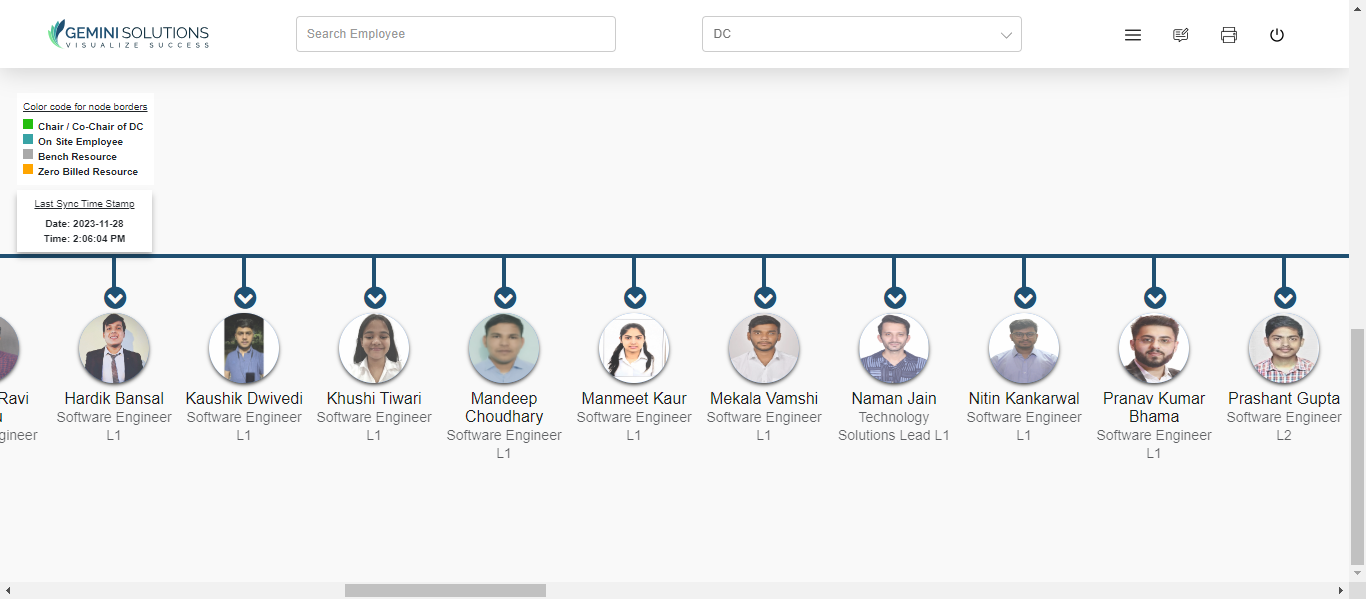 GEMINI SOLUTIONS
VISUALIZE SUCCESS
Search Employee
DC
Color code for node borders
Chair / Co-Chair of DC
On Site Employee
Bench Resource
Zero Billed Resource
Last Sync Time Stamp
Date: 2023-11-28
Time: 2:06:04 PM
Ravi
u
gineer
Hardik Bansal
Software Engineer
L1
Kaushik Dwivedi
Software Engineer
L1
Khushi Tiwari
Software Engineer
L1
Mandeep
Choudhary
Software Engineer
L1
Manmeet Kaur
Software Engineer
L1
Mekala Vamshi
Software Engineer
L1
Naman Jain
Technology
Solutions Lead L1
Nitin Kankarwal
Software Engineer
L1
Pranav Kumar
Bhama
Software Engineer
L1
Prashant Gupta
Software Engineer
L2